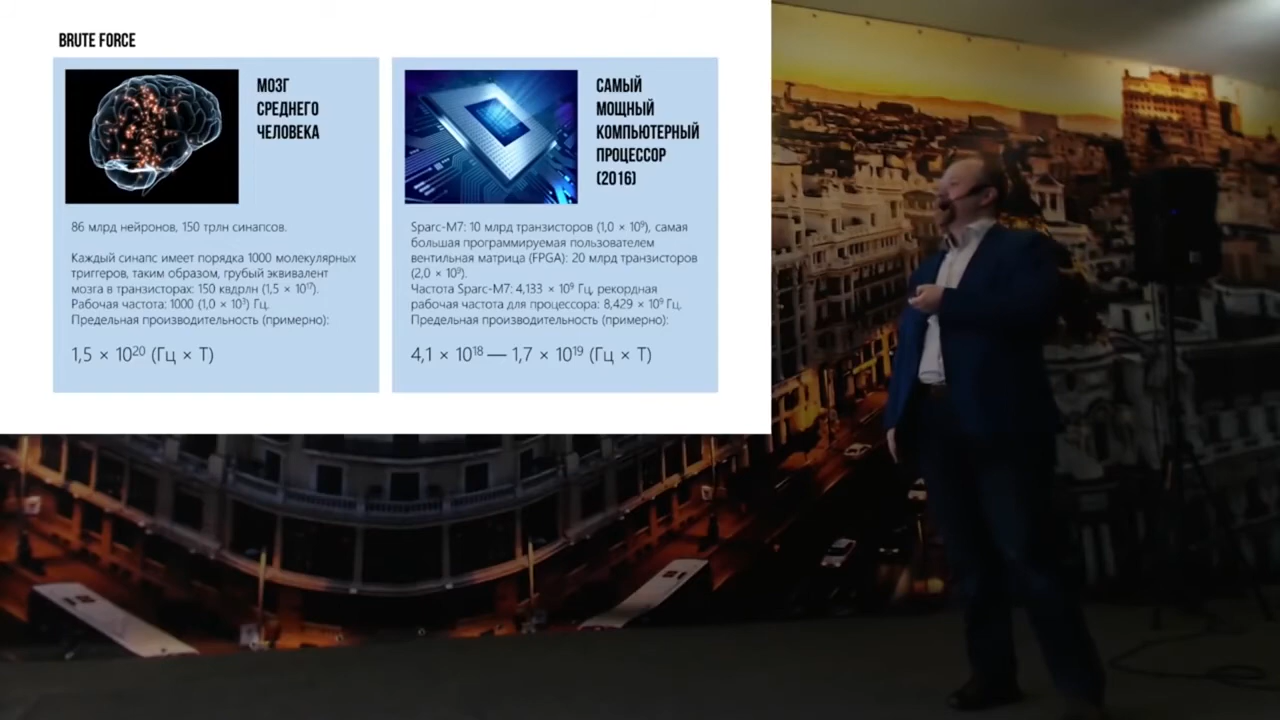 BRUTE FORCE
МОЗГ
СРЕДНЕГО
ЧЕЛОВЕКА
86 млрд нейронов, 150 трлн синапсов.
Каждый синапс имеет порядка 1000 молекулярных
триггеров, таким образом, грубый эквивалент
мозга в транзисторах: 150 квдрлн (1,5 × 10¹⁷).
Рабочая частота: 1000 (1,0 × 10³) Гц.
Предельная производительность (примерно):
1,5 × 10²⁰ (Гц × Т)
САМЫЙ
МОЩНЫЙ
КОМПЬЮТЕРНЫЙ
ПРОЦЕССОР
(2016)
Sparc-M7: 10 млрд транзисторов (1,0 × 10⁹), самая
большая программируемая пользователем
вентильная матрица (FPGA): 20 млрд транзисторов
(2,0 × 10⁹).
Частота Sparc-M7: 4,133 × 10⁹ Гц, рекордная
рабочая частота для процессора: 8,429 × 10⁹ Гц.
Предельная производительность (примерно):
4,1 × 10¹⁸ — 1,7 × 10¹⁹ (Гц × Т)